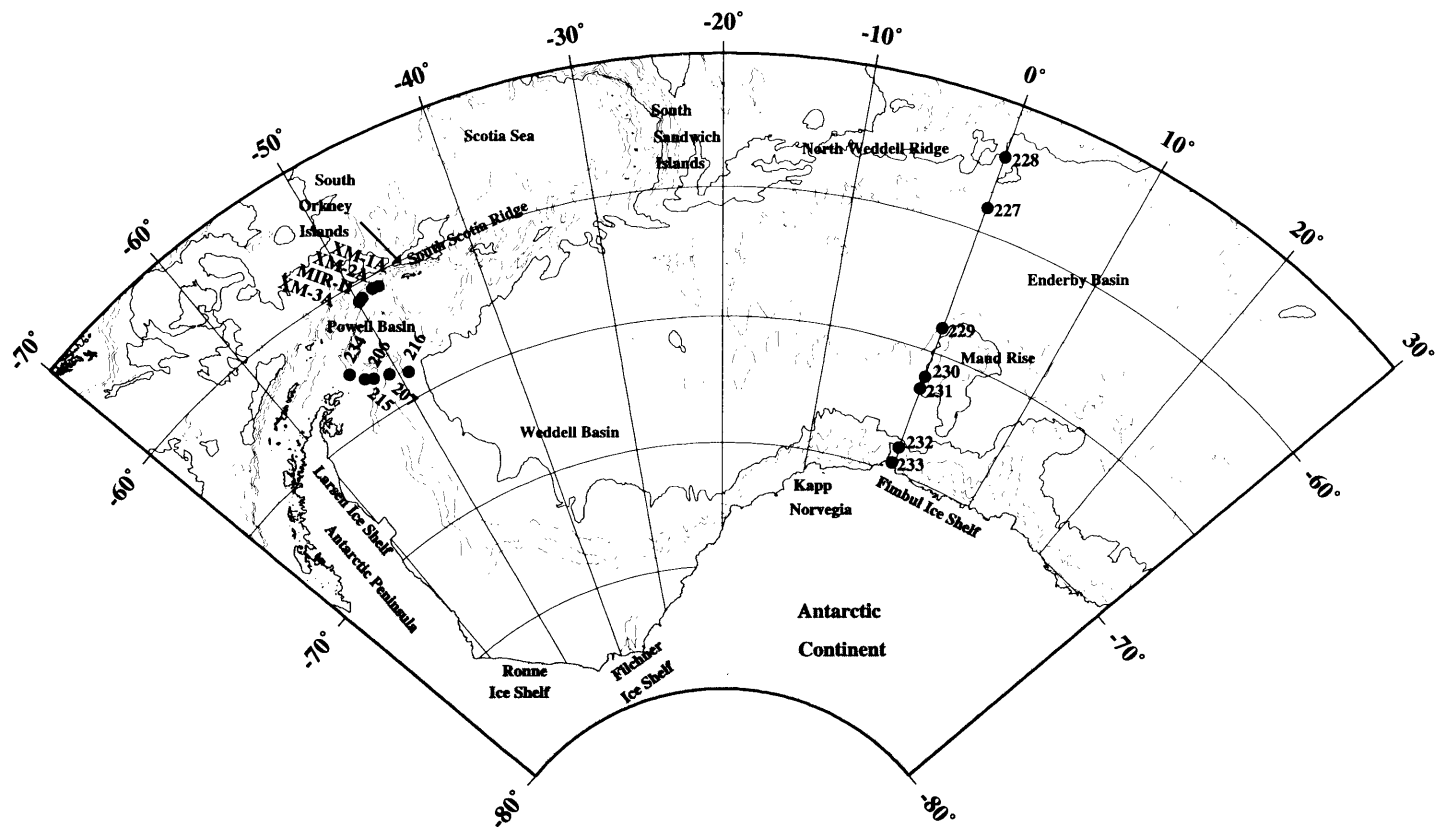 -20°
-30°
-10°
-40°
0°
-50°
10°
-60°
20°
-70°
30°
Scotia Sea
South
Sandwich
Islands
North Weddell Ridge
228
227
South
Orkney
Islands
South Scotia Ridge
XM-1A
XM-2A
XM-3A
Enderby Basin
Powell Basin
234
206
216
215
207
229
Maud Rise
230
231
Weddell Basin
232
233
Kapp
Norvegia
Fimbul Ice Shelf
-60°
-60°
Larsen Ice Shelf
Antarctic Peninsula
Antarctic
Continent
-70°
-70°
Ronne
Ice Shelf
Filchner
Ice Shelf
-80°
-80°